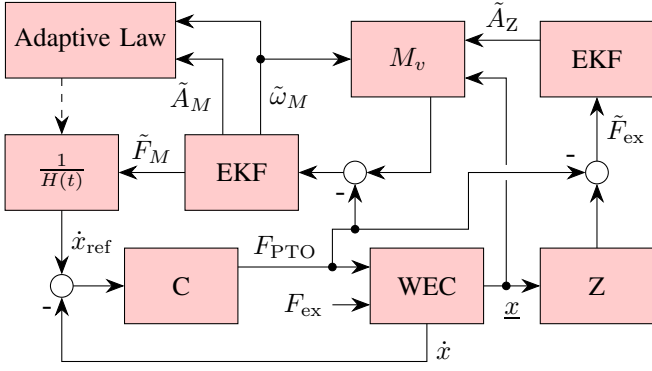 Adaptive Law
M_v
Ã_Z
EKF
Ã_M
ω̃_M
1/H(t)
F̃_M
EKF
F̃_ex
-
-
ẋ_ref
C
F_PTO
F_ex
WEC
x
Z
-
ẋ